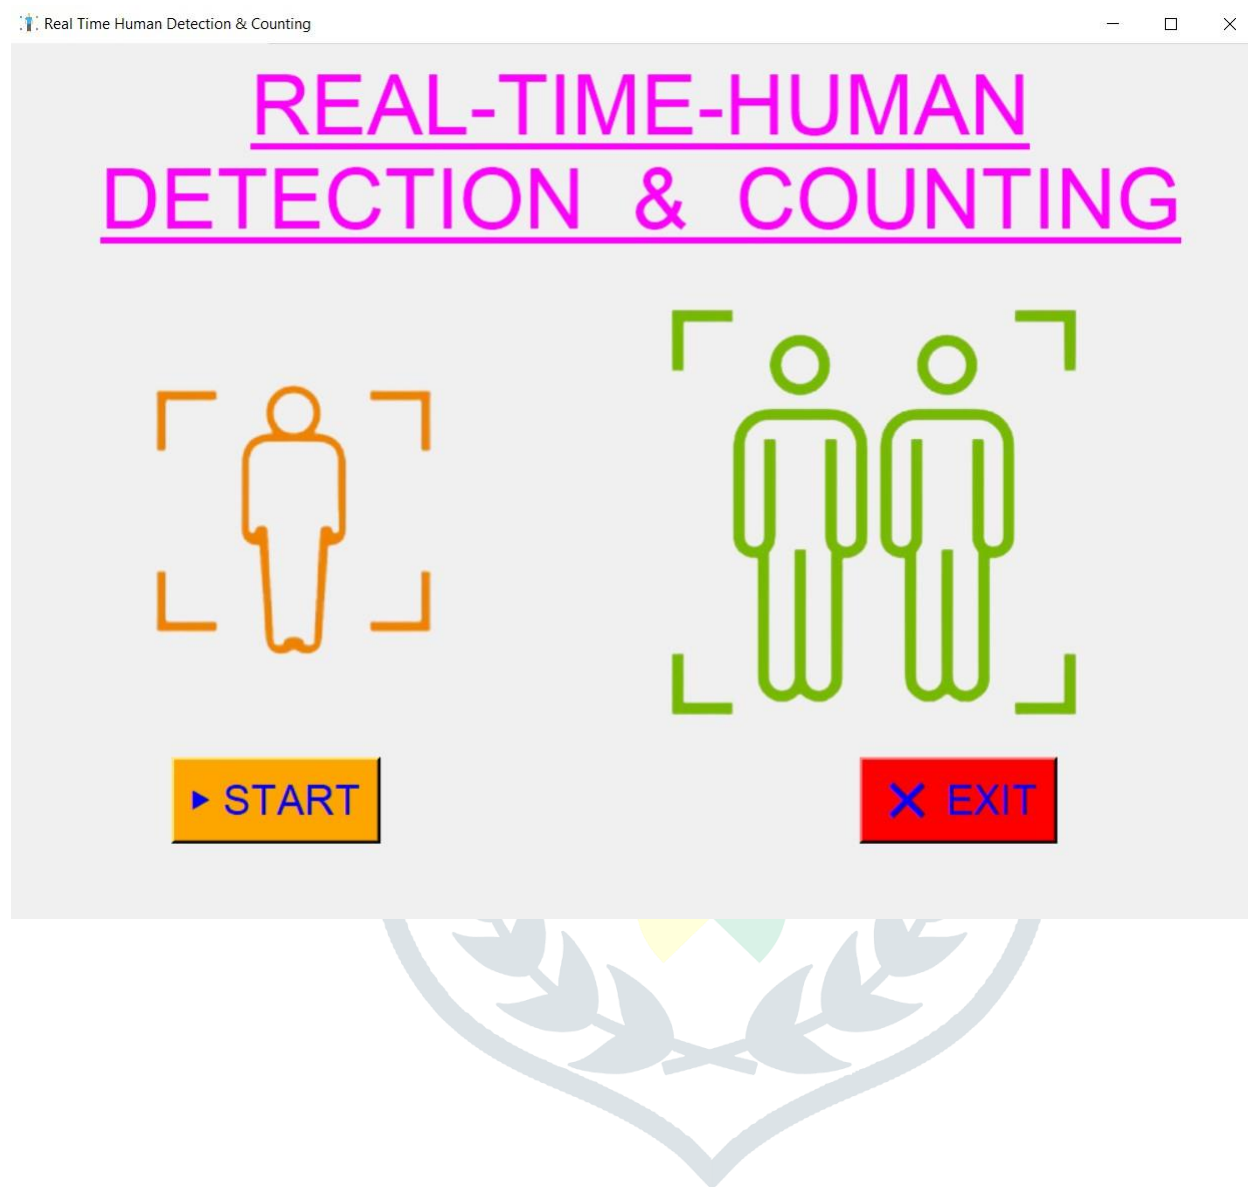 Real Time Human Detection & Counting
REAL-TIME-HUMAN
DETECTION & COUNTING
START
EXIT